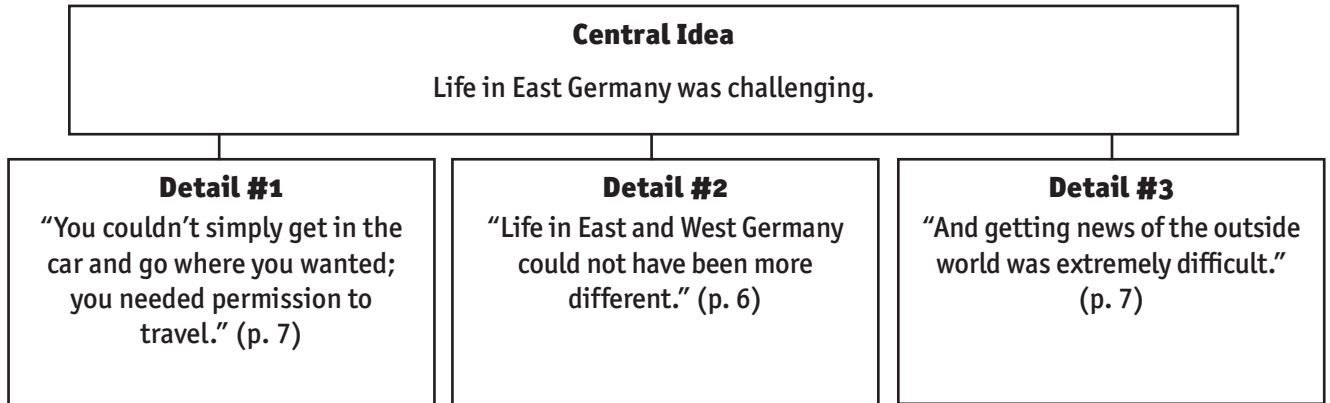 Central Idea
Life in East Germany was challenging.
Detail #1
“You couldn’t simply get in the
car and go where you wanted;
you needed permission to
travel.” (p. 7)
Detail #2
“Life in East and West Germany
could not have been more
different.” (p. 6)
Detail #3
“And getting news of the outside
world was extremely difficult.”
(p. 7)